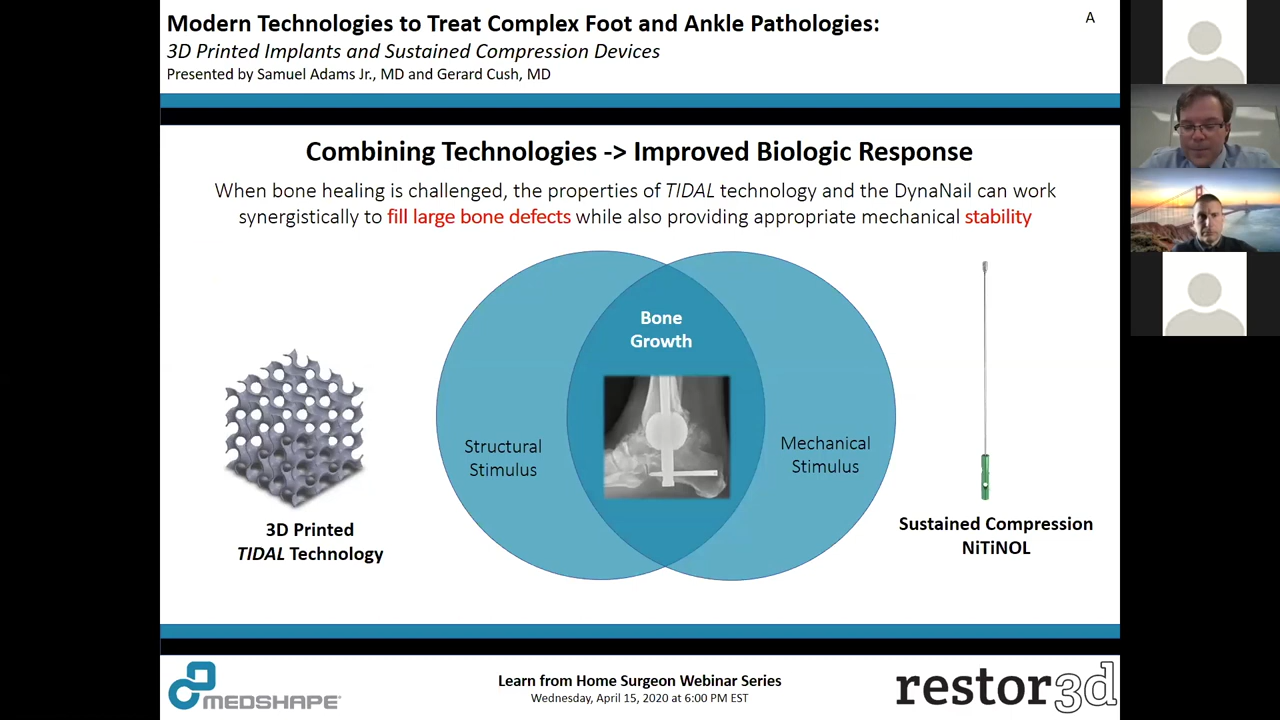 Modern Technologies to Treat Complex Foot and Ankle Pathologies:
3D Printed Implants and Sustained Compression Devices
Presented by Samuel Adams Jr., MD and Gerard Cush, MD
A
Combining Technologies -> Improved Biologic Response
When bone healing is challenged, the properties of TIDAL technology and the DynaNail can work
synergistically to fill large bone defects while also providing appropriate mechanical stability
Bone
Growth
Structural
Stimulus
Mechanical
Stimulus
3D Printed
TIDAL Technology
Sustained Compression
NiTiNOL
MEDSHAPE
Learn from Home Surgeon Webinar Series
Wednesday, April 15, 2020 at 6:00 PM EST
restor3d